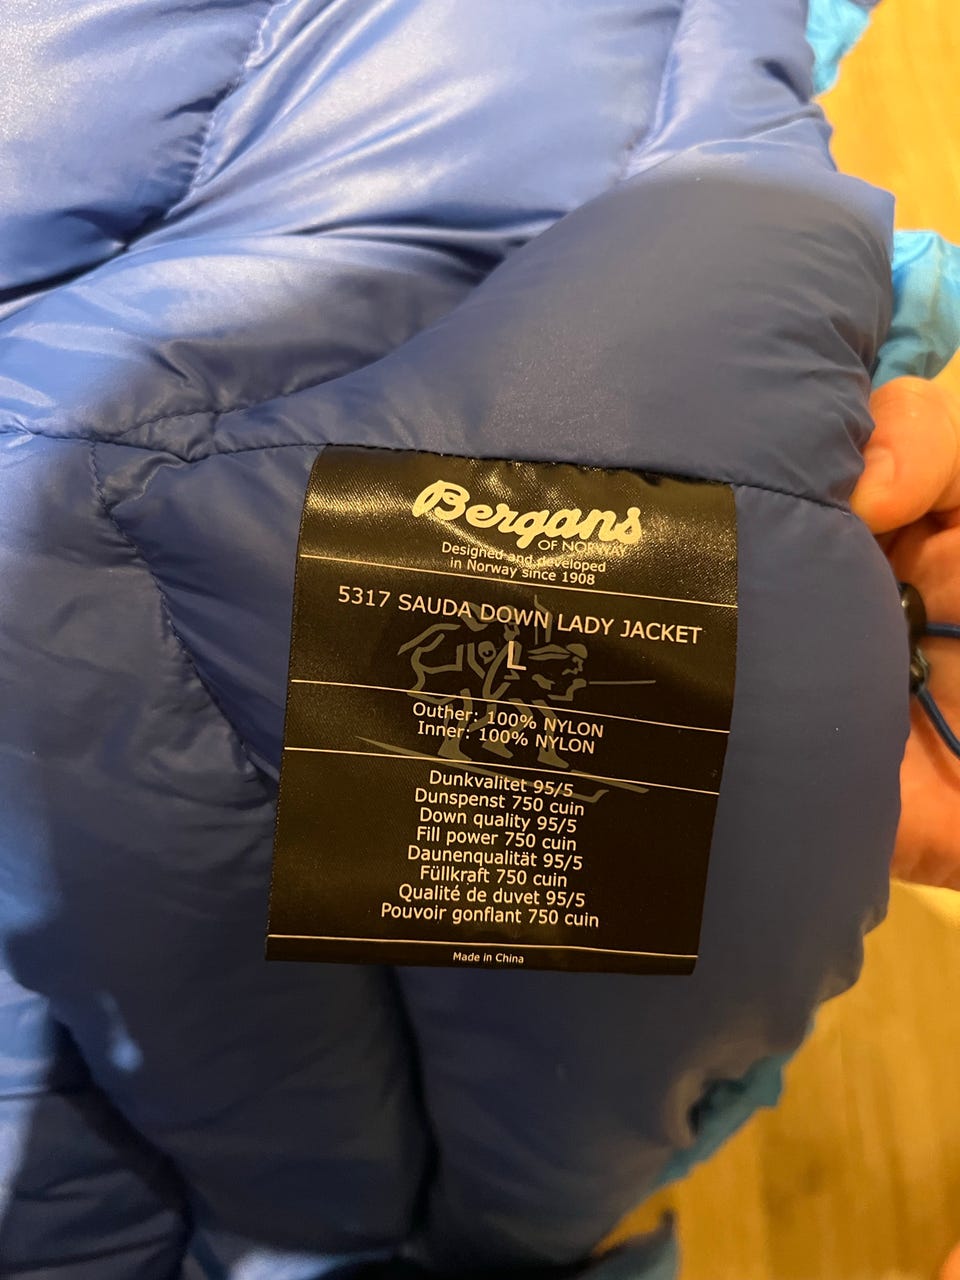 Bergans
OF NORWAY
Designed and developed
in Norway since 1908
5317 SAUDA DOWN LADY JACKET
L
Outher: 100% NYLON
Inner: 100% NYLON
Dunkvalitet 95/5
Dunspenst 750 cuin
Down quality 95/5
Fill power 750 cuin
Daunenqualität 95/5
Füllkraft 750 cuin
Qualité de duvet 95/5
Pouvoir gonflant 750 cuin
Made in China